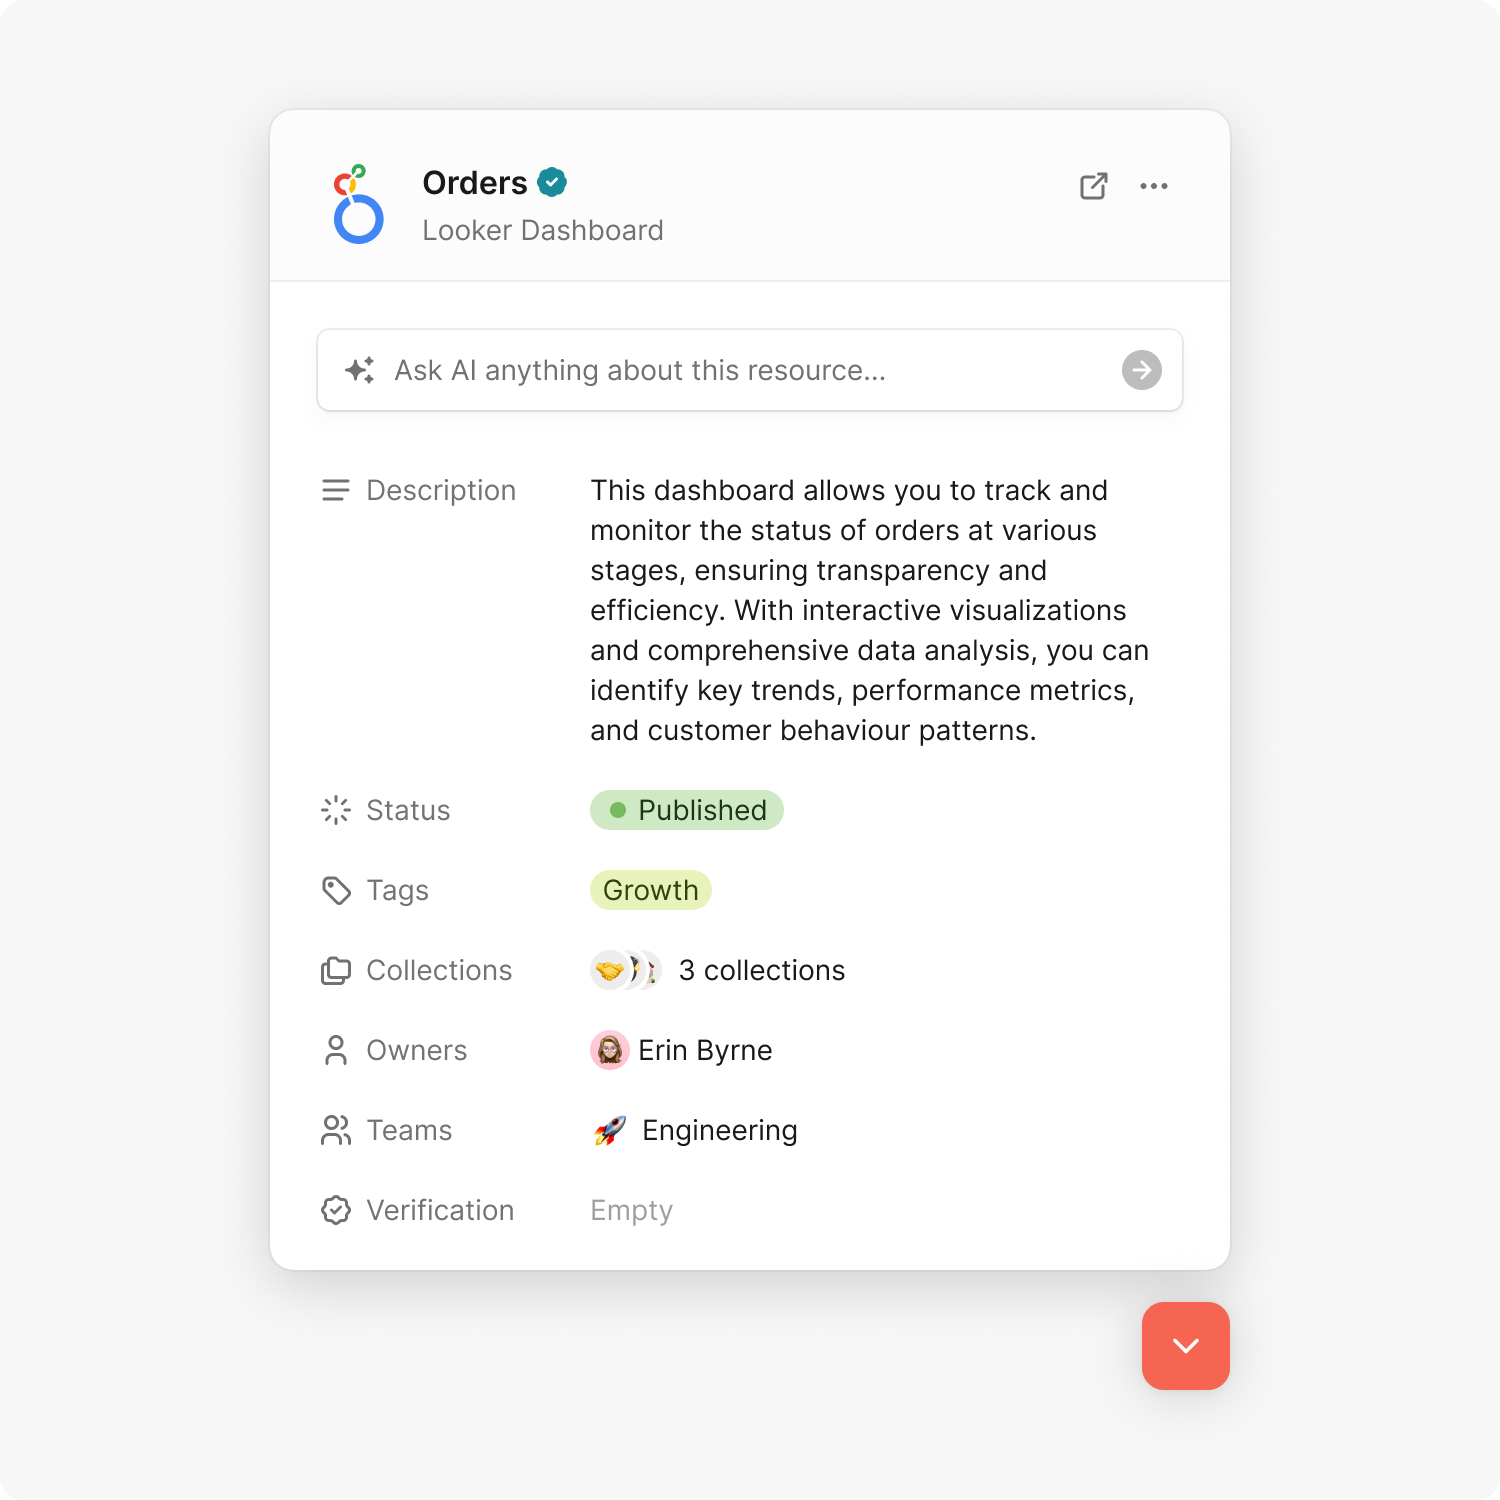 Orders
Looker Dashboard
Ask AI anything about this resource...
Description
This dashboard allows you to track and
monitor the status of orders at various
stages, ensuring transparency and
efficiency. With interactive visualizations
and comprehensive data analysis, you can
identify key trends, performance metrics,
and customer behaviour patterns.
Status
Published
Tags
Growth
Collections
3 collections
Owners
Erin Byrne
Teams
Engineering
Verification
Empty